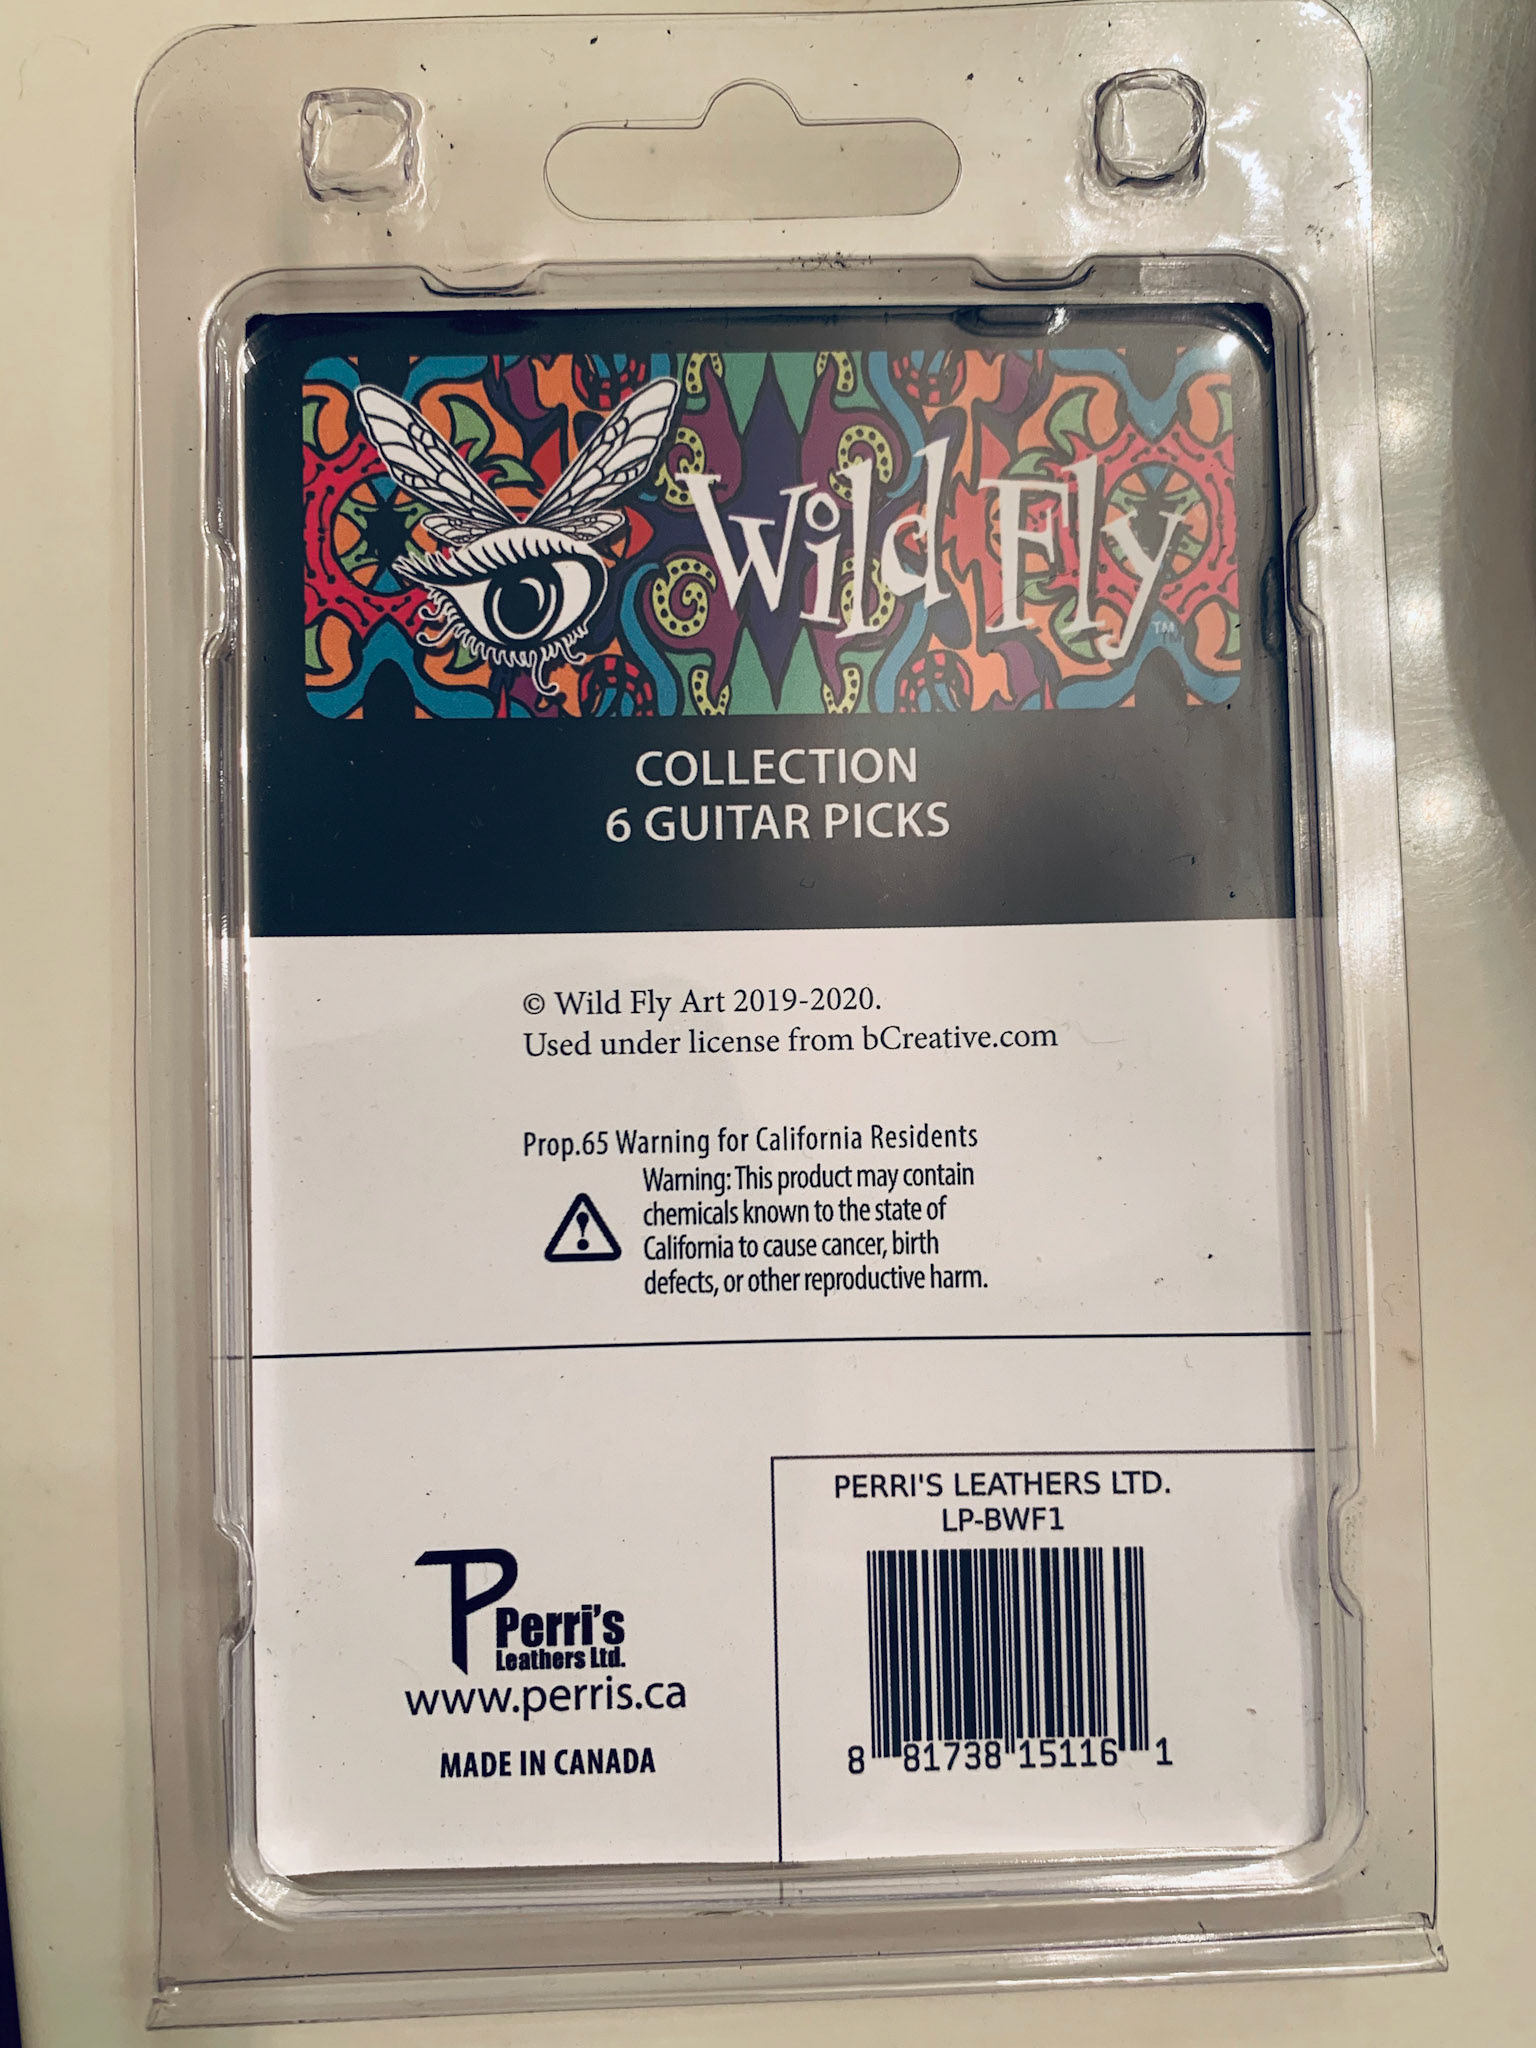 Wild Fly™
COLLECTION
6 GUITAR PICKS
© Wild Fly Art 2019-2020.
Used under license from bCreative.com
Prop.65 Warning for California Residents
Warning: This product may contain
chemicals known to the state of
California to cause cancer, birth
defects, or other reproductive harm.
P Perri's
Leathers Ltd.
www.perris.ca
MADE IN CANADA
PERRI'S LEATHERS LTD.
LP-BWF1
8 81738 15116 1